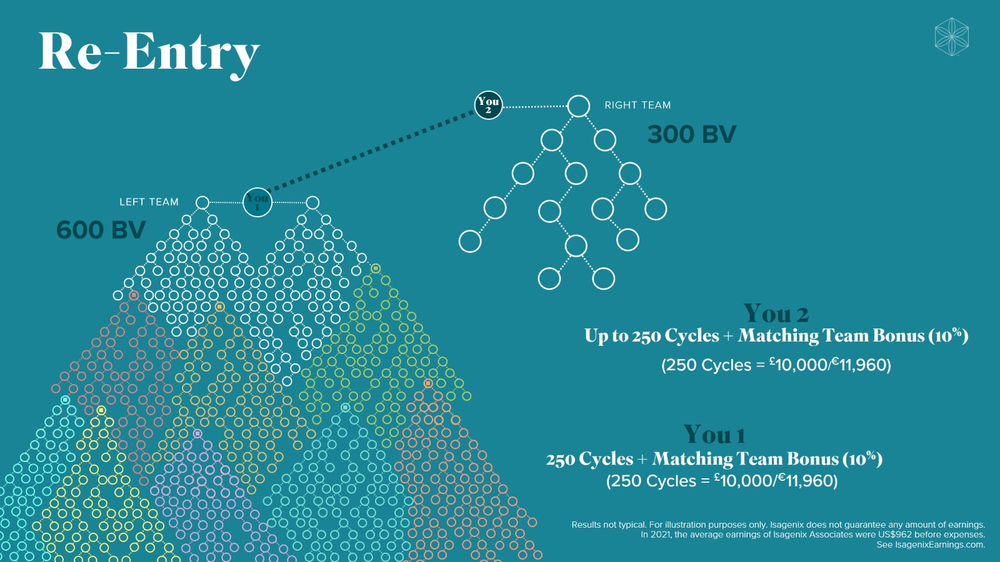 Re-Entry
You
2
RIGHT TEAM
300 BV
LEFT TEAM
You
1
600 BV
You 2
Up to 250 Cycles + Matching Team Bonus (10%)
(250 Cycles = £10,000/€11,960)
You 1
250 Cycles + Matching Team Bonus (10%)
(250 Cycles = £10,000/€11,960)
Results not typical. For illustration purposes only. Isagenix does not guarantee any amount of earnings.
In 2021, the average earnings of Isagenix Associates were US$962 before expenses.
See IsagenixEarnings.com.